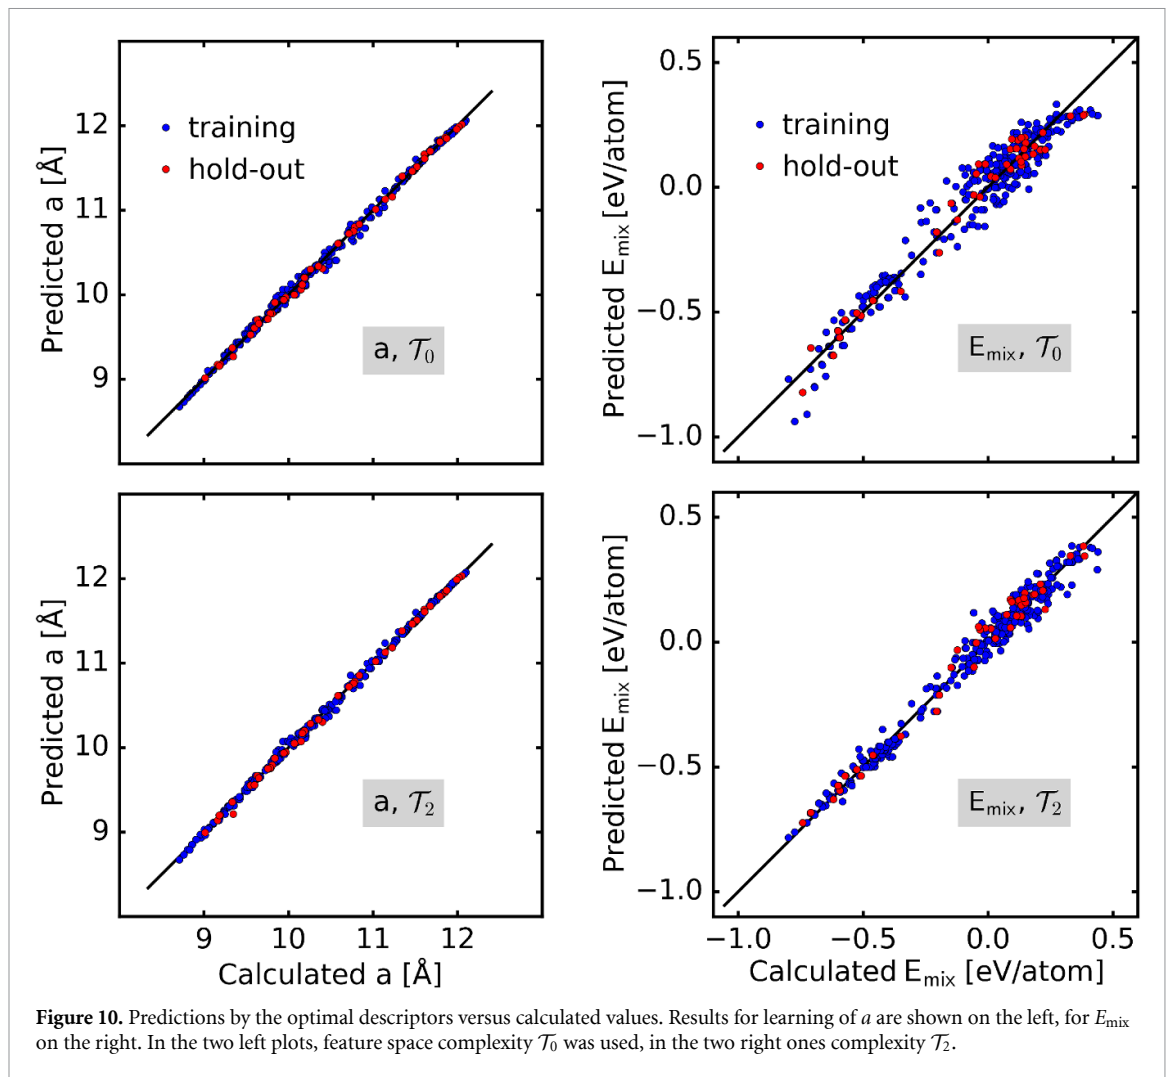 12
11
10
9
Predicted a [Å]
training
hold-out
a, 𝒯₀
0.5
0.0
−0.5
−1.0
Predicted Eₘᵢₓ [eV/atom]
training
hold-out
Eₘᵢₓ, 𝒯₀
12
11
10
9
Predicted a [Å]
a, 𝒯₂
9 10 11 12
Calculated a [Å]
0.5
0.0
−0.5
−1.0
Predicted Eₘᵢₓ [eV/atom]
Eₘᵢₓ, 𝒯₂
−1.0 −0.5 0.0 0.5
Calculated Eₘᵢₓ [eV/atom]
Figure 10. Predictions by the optimal descriptors versus calculated values. Results for learning of a are shown on the left, for Eₘᵢₓ
on the right. In the two left plots, feature space complexity 𝒯₀ was used, in the two right ones complexity 𝒯₂.